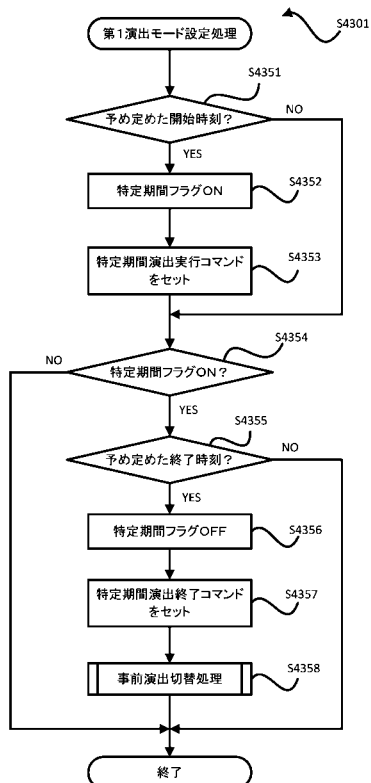 第1演出モード設定処理
S4301
S4351
予め定めた開始時刻?
NO
YES
特定期間フラグON
S4352
特定期間演出実行コマンド
をセット
S4353
S4354
NO
特定期間フラグON?
YES
S4355
予め定めた終了時刻?
NO
YES
特定期間フラグOFF
S4356
特定期間演出終了コマンド
をセット
S4357
事前演出切替処理
S4358
終了